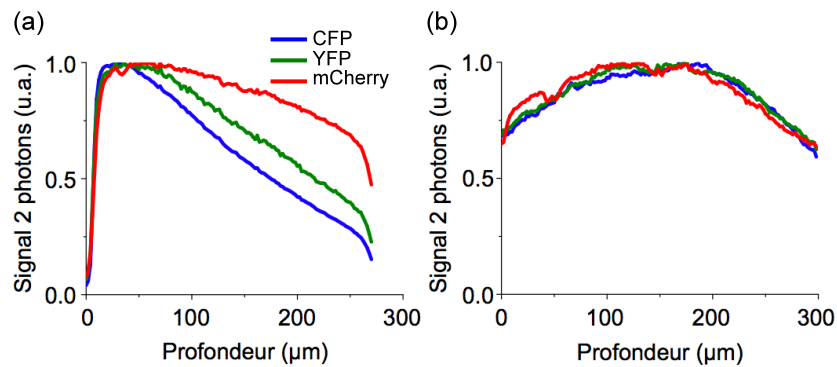 (a)
CFP
YFP
mCherry
1.0
0.5
0.0
Signal 2 photons (u.a.)
0
100
200
300
Profondeur (µm)
(b)
1.0
0.5
0.0
Signal 2 photons (u.a.)
0
100
200
300
Profondeur (µm)